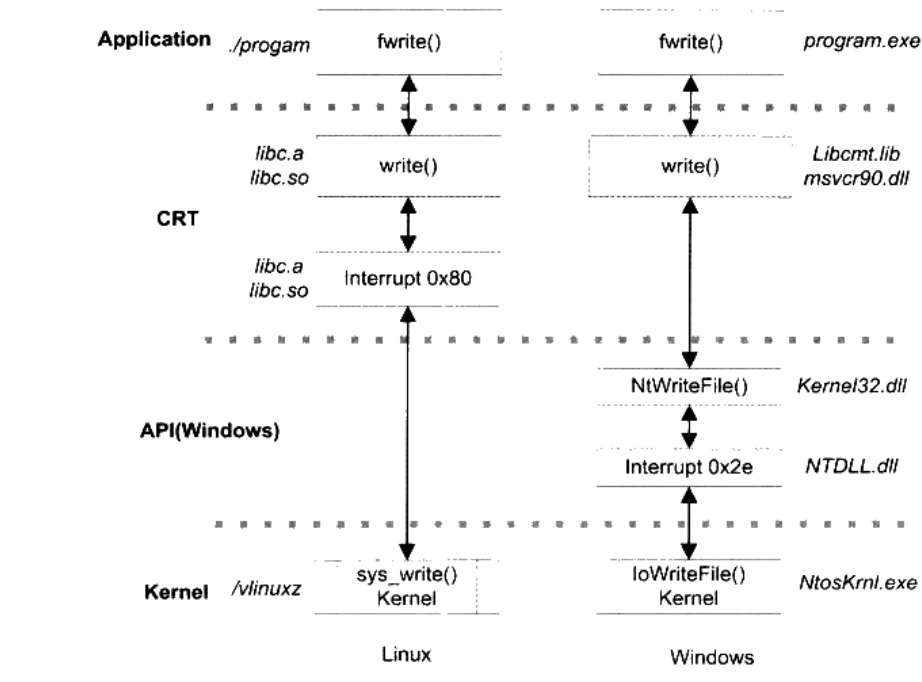 Application ./progam fwrite() fwrite() program.exe
libc.a
libc.so
write() write()
Libcmt.lib
msvcr90.dll
CRT
libc.a
libc.so
Interrupt 0x80
NtWriteFile() Kernel32.dll
API(Windows)
Interrupt 0x2e NTDLL.dll
Kernel /vlinuxz
sys_write()
Kernel
IoWriteFile()
Kernel
NtosKrnl.exe
Linux Windows